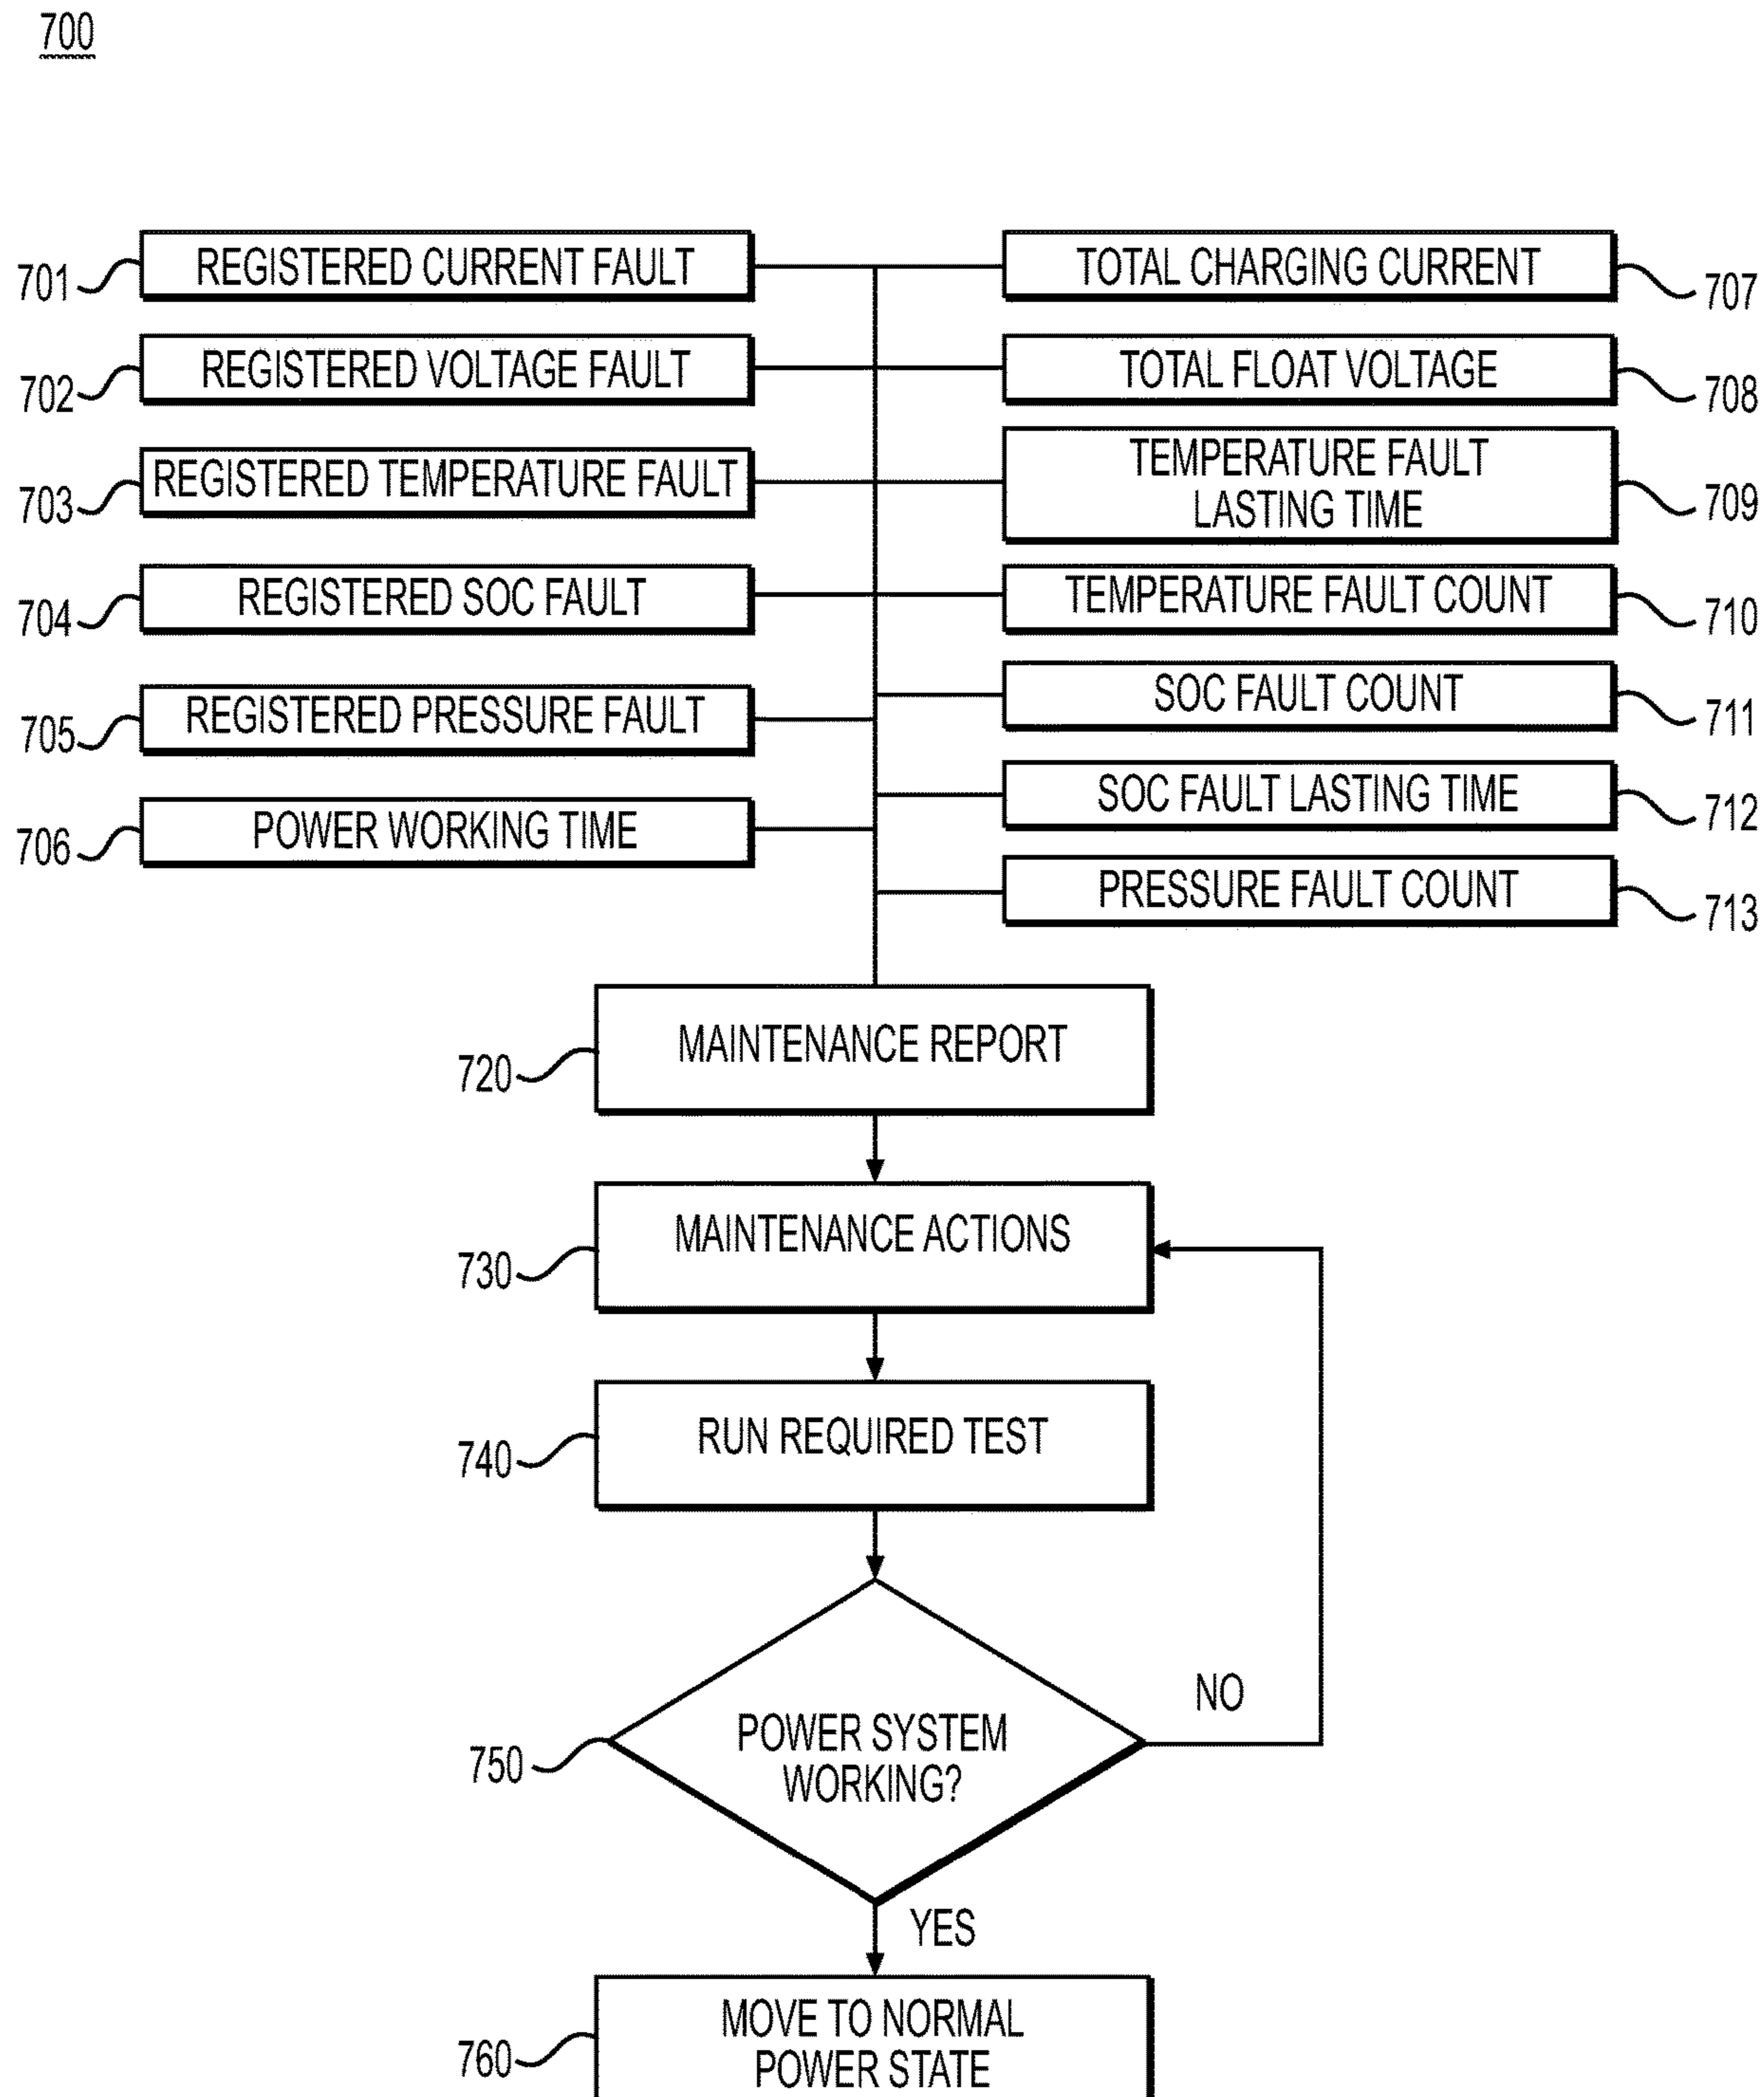 700
701
REGISTERED CURRENT FAULT
TOTAL CHARGING CURRENT
707
702
REGISTERED VOLTAGE FAULT
TOTAL FLOAT VOLTAGE
708
703
REGISTERED TEMPERATURE FAULT
TEMPERATURE FAULT
LASTING TIME
709
704
REGISTERED SOC FAULT
TEMPERATURE FAULT COUNT
710
705
REGISTERED PRESSURE FAULT
SOC FAULT COUNT
711
706
POWER WORKING TIME
SOC FAULT LASTING TIME
712
PRESSURE FAULT COUNT
713
MAINTENANCE REPORT
720
MAINTENANCE ACTIONS
730
RUN REQUIRED TEST
740
NO
POWER SYSTEM
WORKING?
750
YES
MOVE TO NORMAL
POWER STATE
760